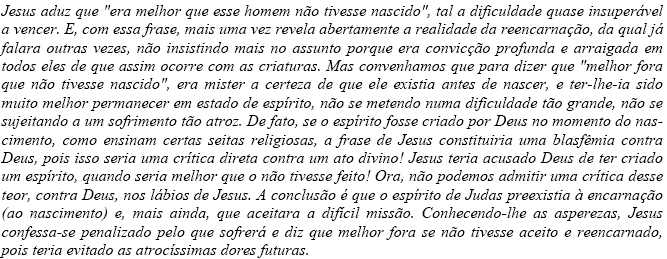 Jesus aduz que "era melhor que esse homem não tivesse nascido", tal a dificuldade quase insuperável
a vencer. E, com essa frase, mais uma vez revela abertamente a realidade da reencarnação, da qual já
falara outras vezes, não insistindo mais no assunto porque era convicção profunda e arraigada em
todos eles de que assim ocorre com as criaturas. Mas convenhamos que para dizer que "melhor fora
que não tivesse nascido", era mister a certeza de que ele existia antes de nascer, e ter-lhe-ia sido
muito melhor permanecer em estado de espírito, não se metendo numa dificuldade tão grande, não se
sujeitando a um sofrimento tão atroz. De fato, se o espírito fosse criado por Deus no momento do nas-
cimento, como ensinam certas seitas religiosas, a frase de Jesus constituiria uma blasfêmia contra
Deus, pois isso seria uma crítica direta contra um ato divino! Jesus teria acusado Deus de ter criado
um espírito, quando seria melhor que o não tivesse feito! Ora, não podemos admitir uma crítica desse
teor, contra Deus, nos lábios de Jesus. A conclusão é que o espírito de Judas preexistia à encarnação
(ao nascimento) e, mais ainda, que aceitara a difícil missão. Conhecendo-lhe as asperezas, Jesus
confessa-se penalizado pelo que sofrerá e diz que melhor fora se não tivesse aceito e reencarnado,
pois teria evitado as atrocíssimas dores futuras.